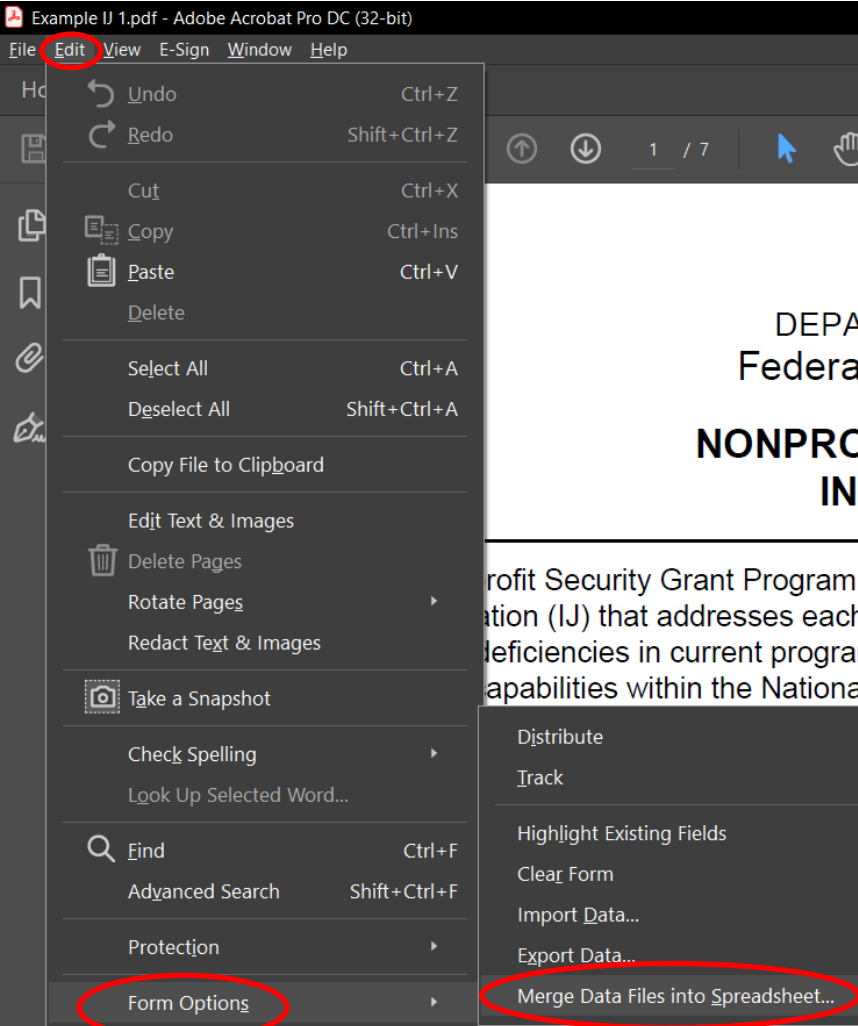 Example IJ 1.pdf - Adobe Acrobat Pro DC (32-bit)
File Edit View E-Sign Window Help
Ho
Undo Ctrl+Z
Redo Shift+Ctrl+Z
1 / 7
Cut Ctrl+X
Copy Ctrl+Ins
Paste Ctrl+V
Delete
Select All Ctrl+A
Deselect All Shift+Ctrl+A
Copy File to Clipboard
Edit Text & Images
Delete Pages
Rotate Pages
Redact Text & Images
Take a Snapshot
Check Spelling
Look Up Selected Word...
Find Ctrl+F
Advanced Search Shift+Ctrl+F
Protection
Form Options
DEPA
Federa
NONPRO
IN
rofit Security Grant Program
ation (IJ) that addresses each
deficiencies in current progra
capabilities within the Nationa
Distribute
Track
Highlight Existing Fields
Clear Form
Import Data...
Export Data...
Merge Data Files into Spreadsheet...